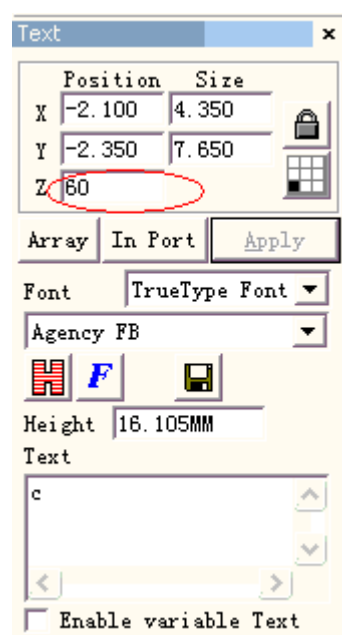 Text
Position Size
X -2.100 4.350
Y -2.350 7.650
Z 60
Array In Port Apply
Font TrueType Font
Agency FB
H F
Height 16.105MM
Text
c
Enable variable Text